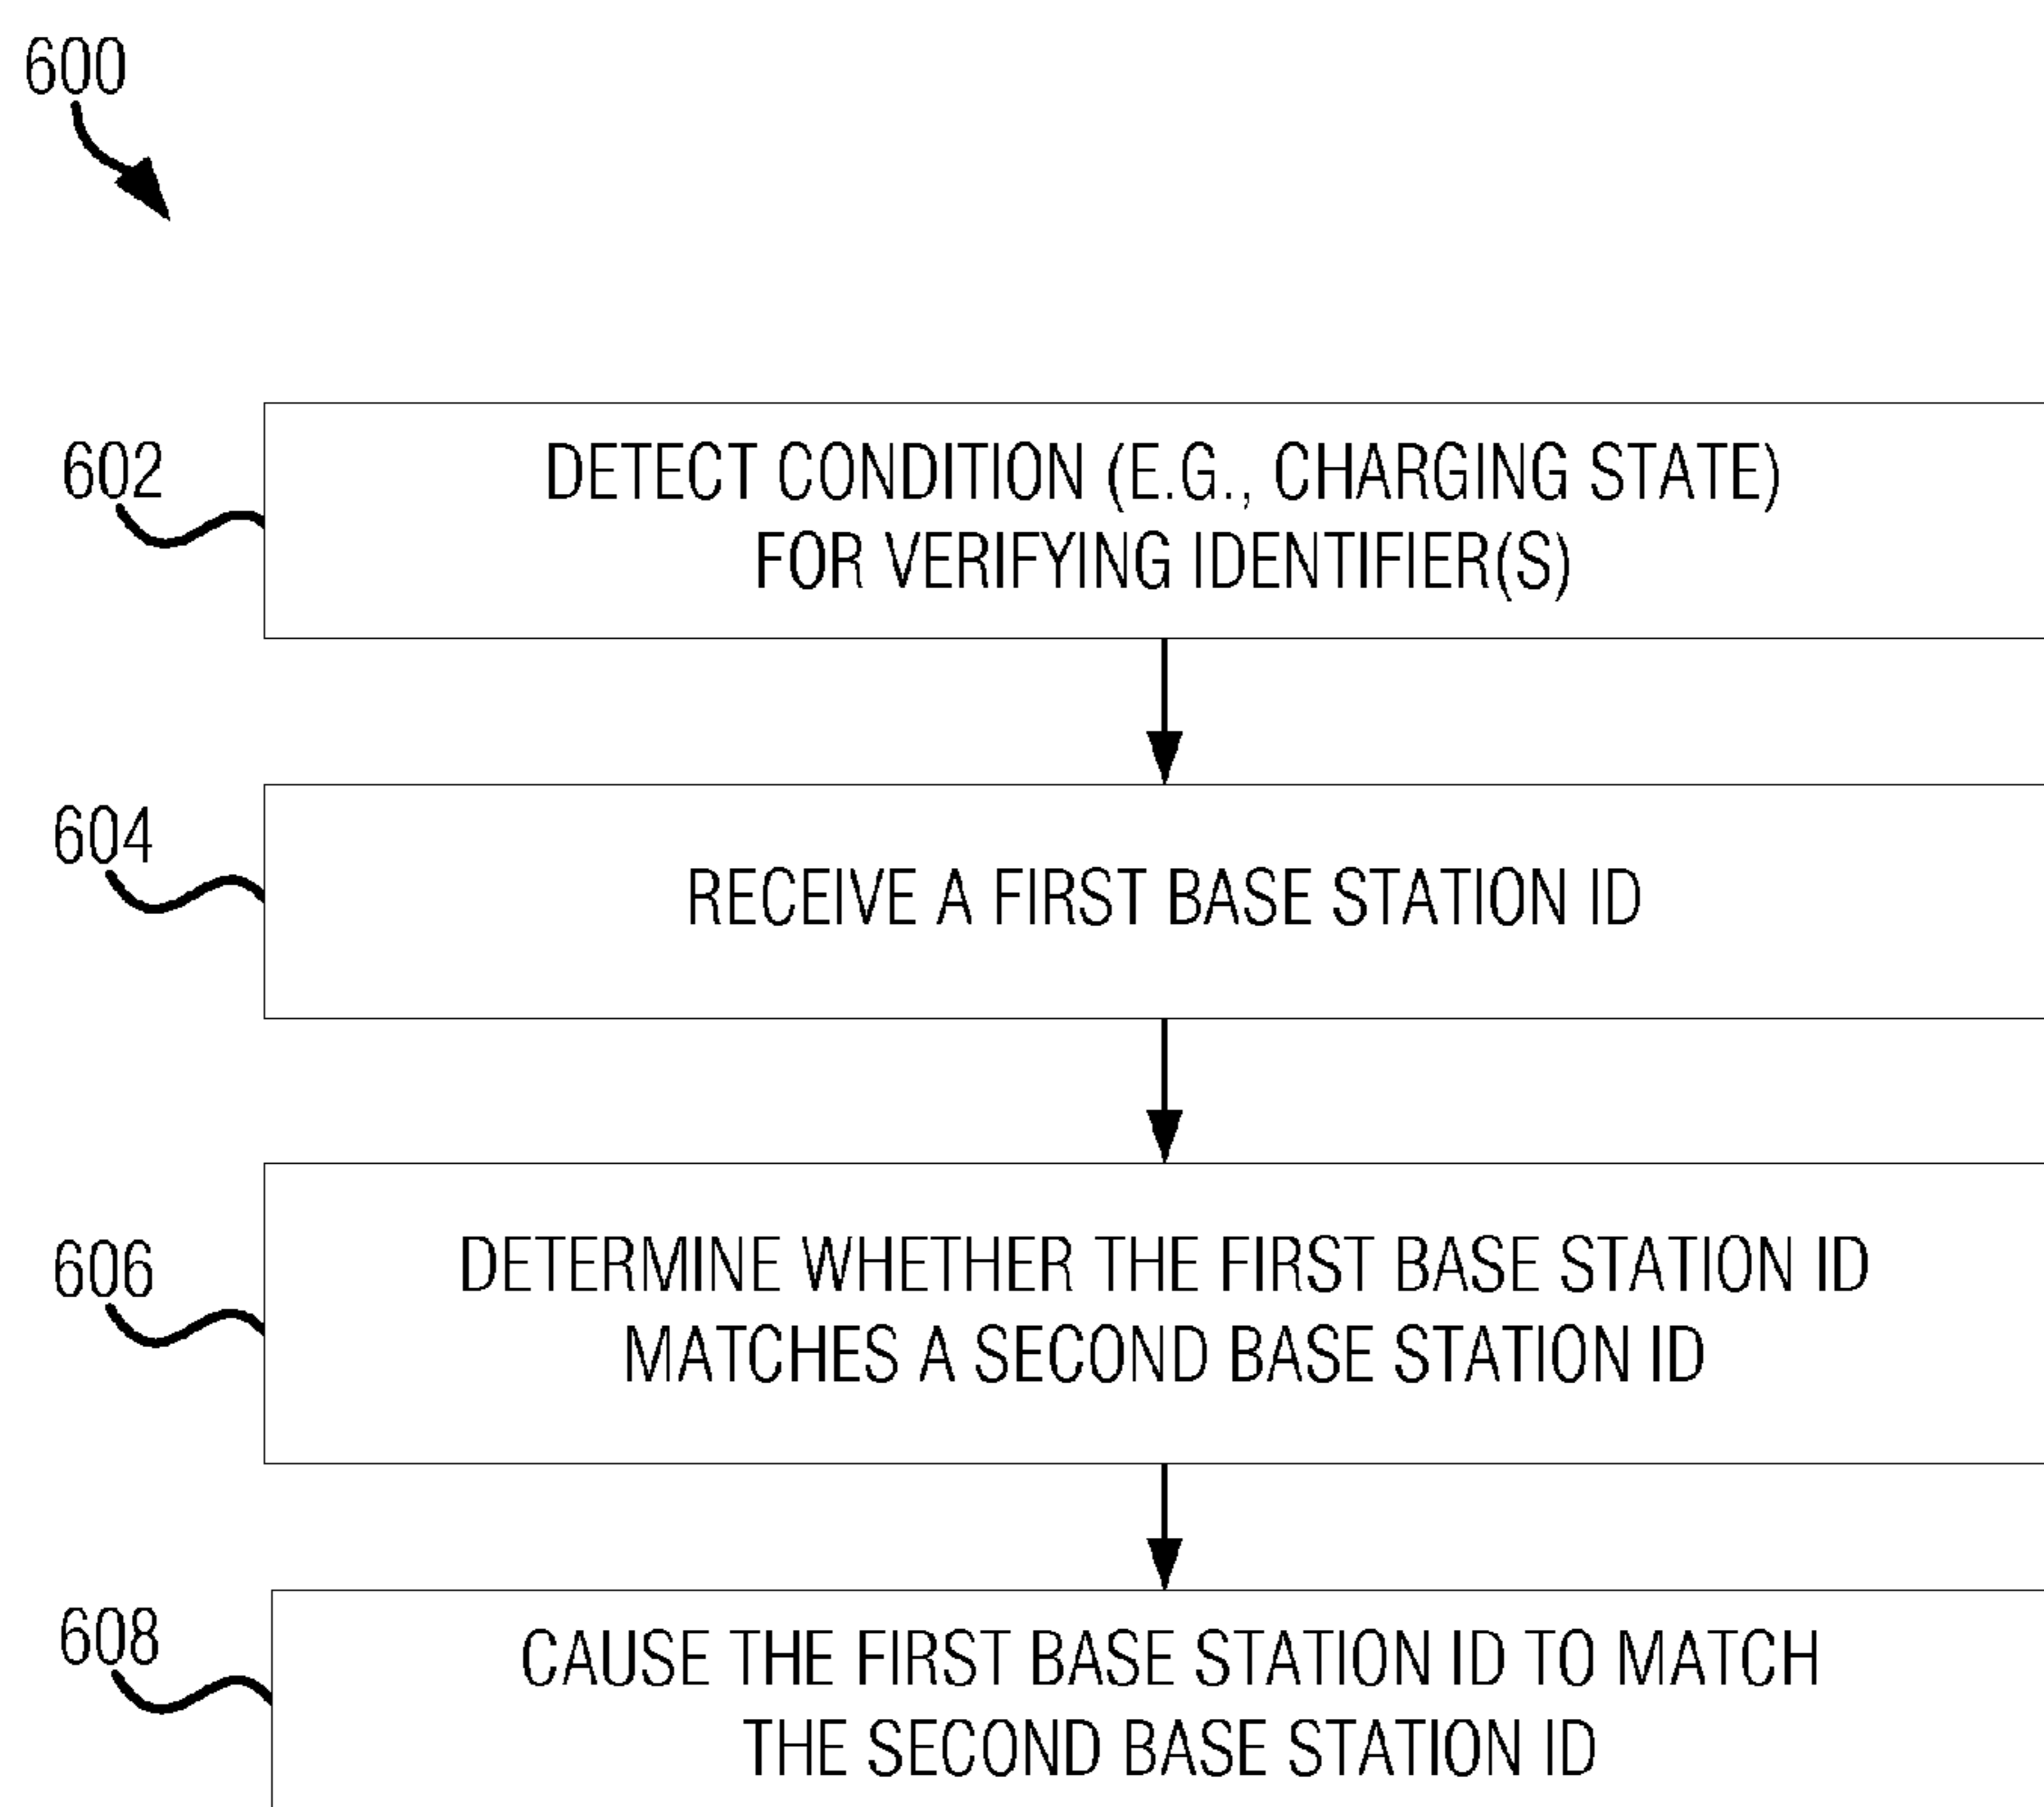 600
602
DETECT CONDITION (E.G., CHARGING STATE)
FOR VERIFYING IDENTIFIER(S)
604
RECEIVE A FIRST BASE STATION ID
606
DETERMINE WHETHER THE FIRST BASE STATION ID
MATCHES A SECOND BASE STATION ID
608
CAUSE THE FIRST BASE STATION ID TO MATCH
THE SECOND BASE STATION ID